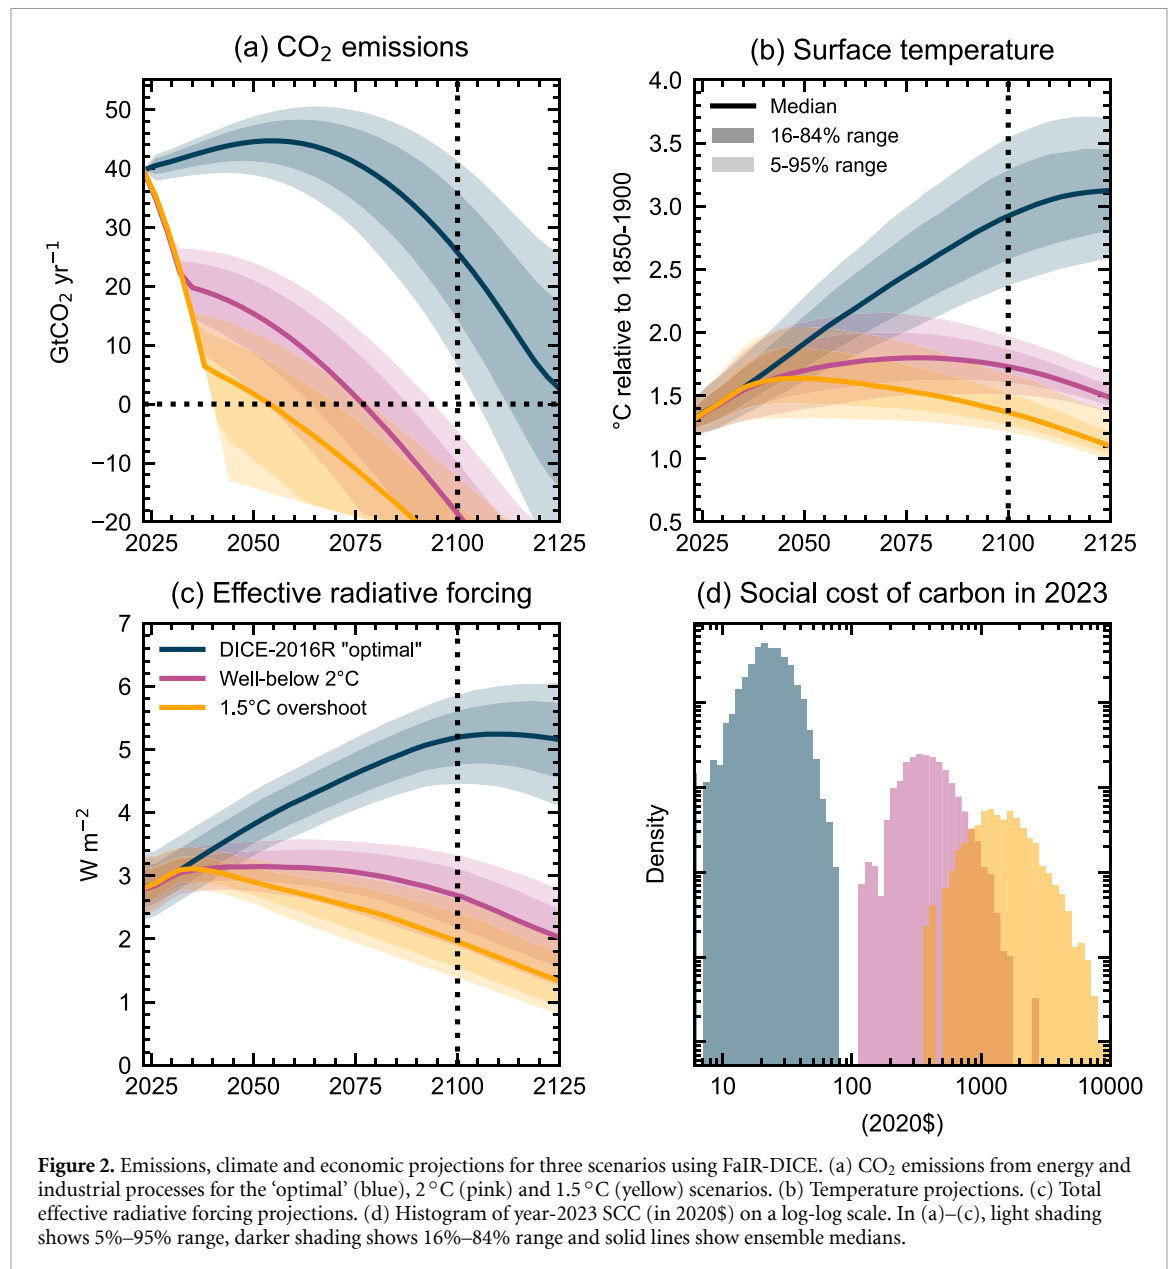 (a) CO₂ emissions
50
40
30
20
10
0
−10
−20
GtCO₂ yr⁻¹
2025 2050 2075 2100 2125
(b) Surface temperature
4.0
3.5
3.0
2.5
2.0
1.5
1.0
0.5
°C relative to 1850-1900
Median
16-84% range
5-95% range
2025 2050 2075 2100 2125
(c) Effective radiative forcing
7
6
5
4
3
2
1
0
W m⁻²
DICE-2016R "optimal"
Well-below 2°C
1.5°C overshoot
2025 2050 2075 2100 2125
(d) Social cost of carbon in 2023
Density
10 100 1000 10000
(2020$)
Figure 2. Emissions, climate and economic projections for three scenarios using FaIR-DICE. (a) CO₂ emissions from energy and
industrial processes for the ‘optimal’ (blue), 2 °C (pink) and 1.5 °C (yellow) scenarios. (b) Temperature projections. (c) Total
effective radiative forcing projections. (d) Histogram of year-2023 SCC (in 2020$) on a log-log scale. In (a)–(c), light shading
shows 5%–95% range, darker shading shows 16%–84% range and solid lines show ensemble medians.